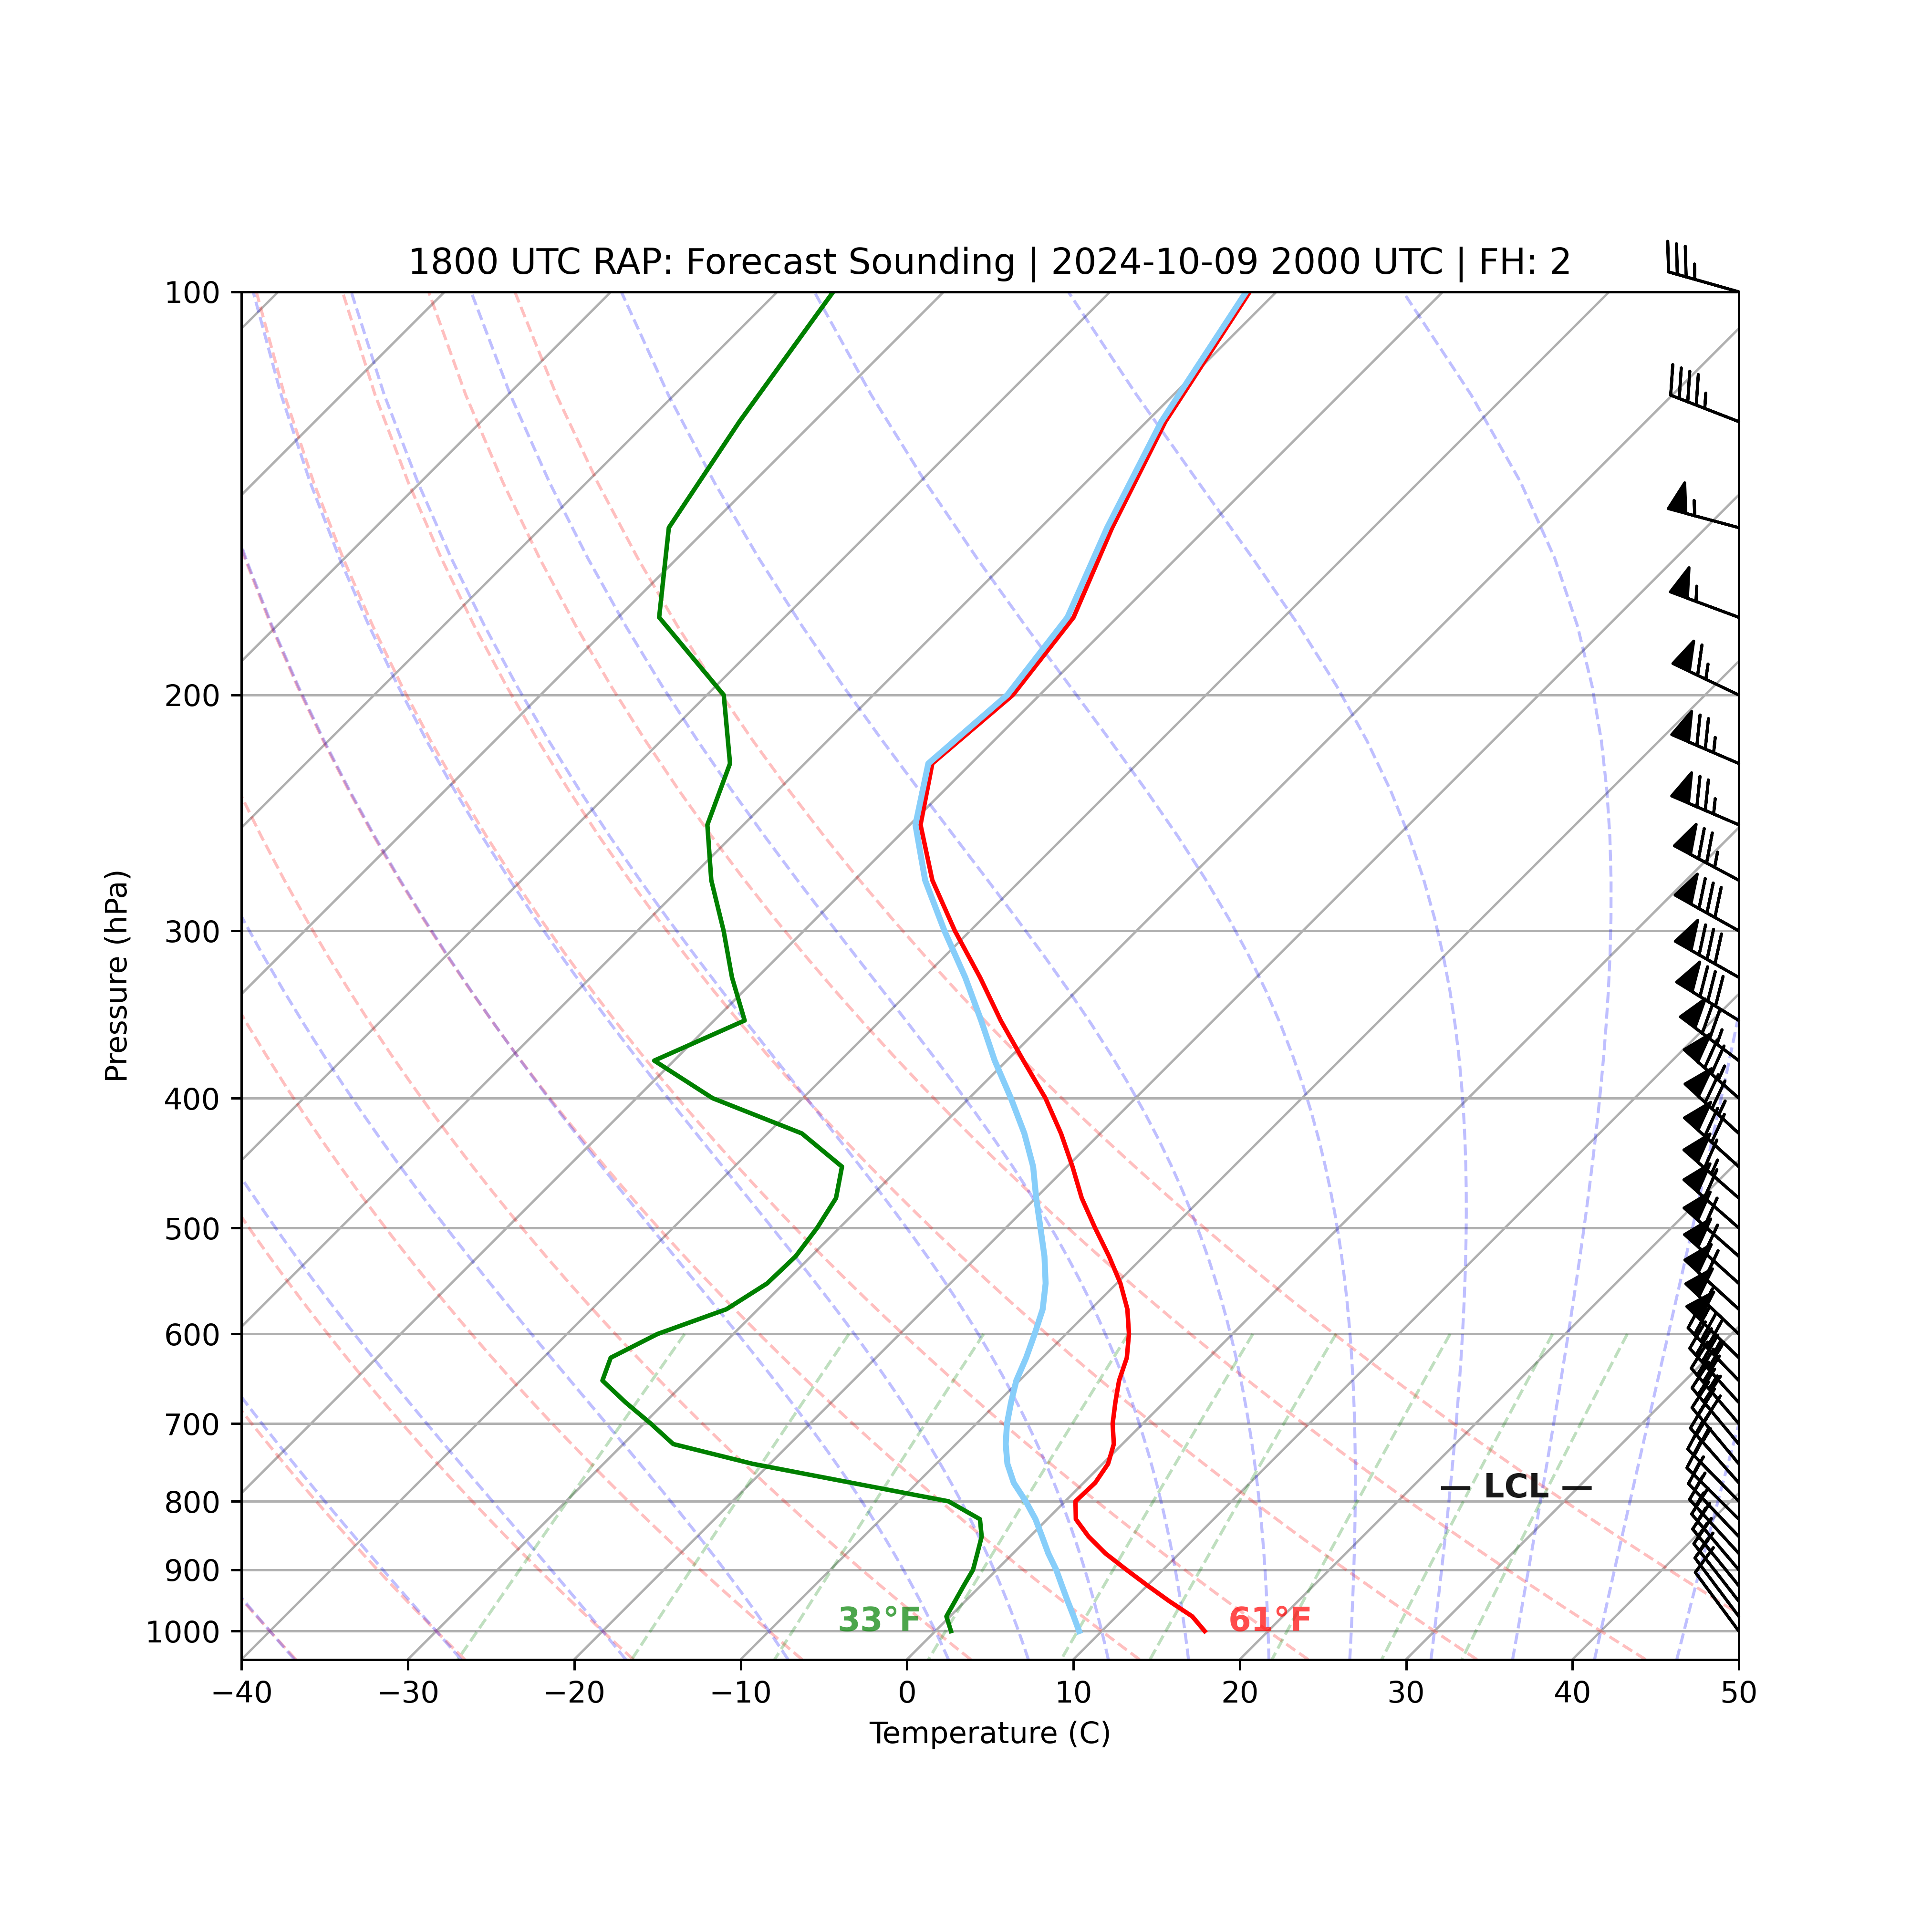 1800 UTC RAP: Forecast Sounding | 2024-10-09 2000 UTC | FH: 2
100
200
300
400
500
600
700
800
900
1000
Pressure (hPa)
— LCL —
33°F
61°F
−40 −30 −20 −10 0 10 20 30 40 50
Temperature (C)